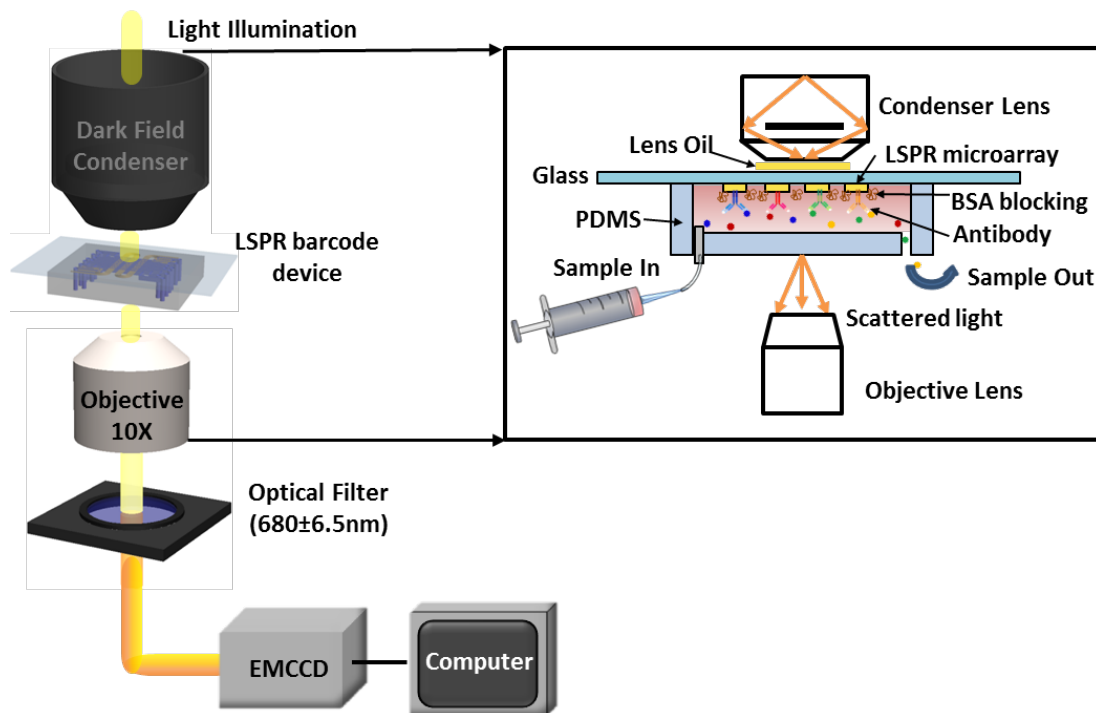 Light Illumination
Dark Field
Condenser
LSPR barcode
device
Objective
10X
Optical Filter
(680±6.5nm)
EMCCD
Computer
Condenser Lens
Lens Oil
LSPR microarray
Glass
BSA blocking
PDMS
Antibody
Sample In
Sample Out
Scattered light
Objective Lens